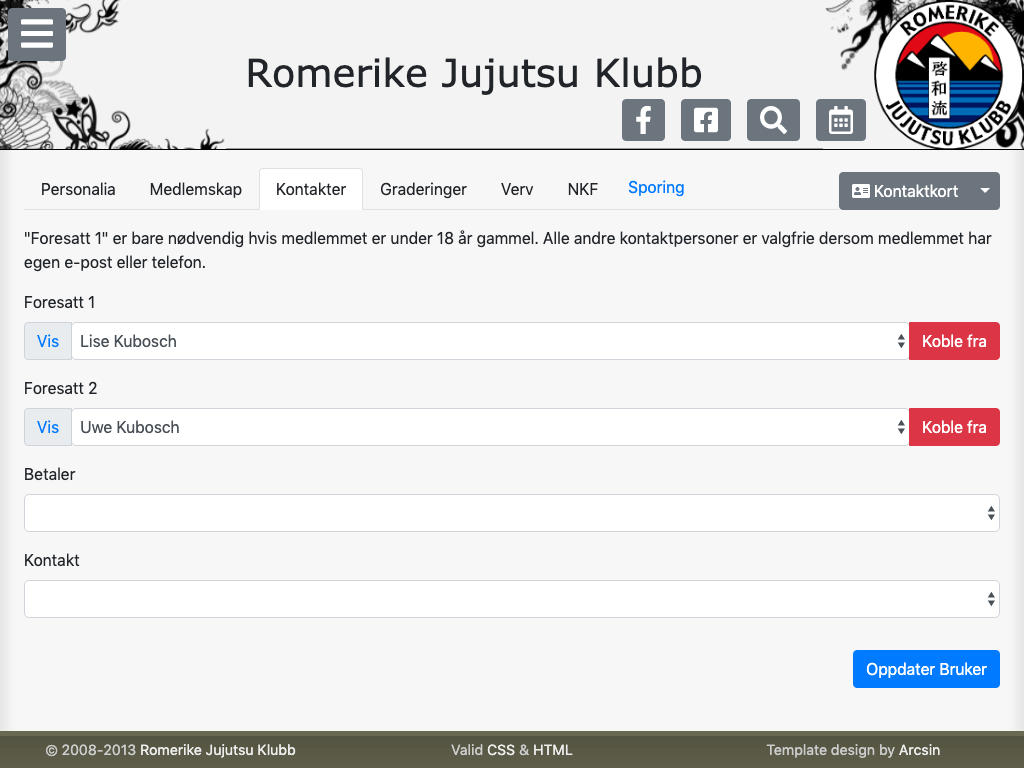 Romerike Jujutsu Klubb
ROMERIKE
啓和流
JUJUTSU KLUBB
Personalia Medlemskap Kontakter Graderinger Verv NKF Sporing Kontaktkort
"Foresatt 1" er bare nødvendig hvis medlemmet er under 18 år gammel. Alle andre kontaktpersoner er valgfrie dersom medlemmet har
egen e-post eller telefon.
Foresatt 1
Vis Lise Kubosch Koble fra
Foresatt 2
Vis Uwe Kubosch Koble fra
Betaler
Kontakt
Oppdater Bruker
© 2008-2013 Romerike Jujutsu Klubb Valid CSS & HTML Template design by Arcsin